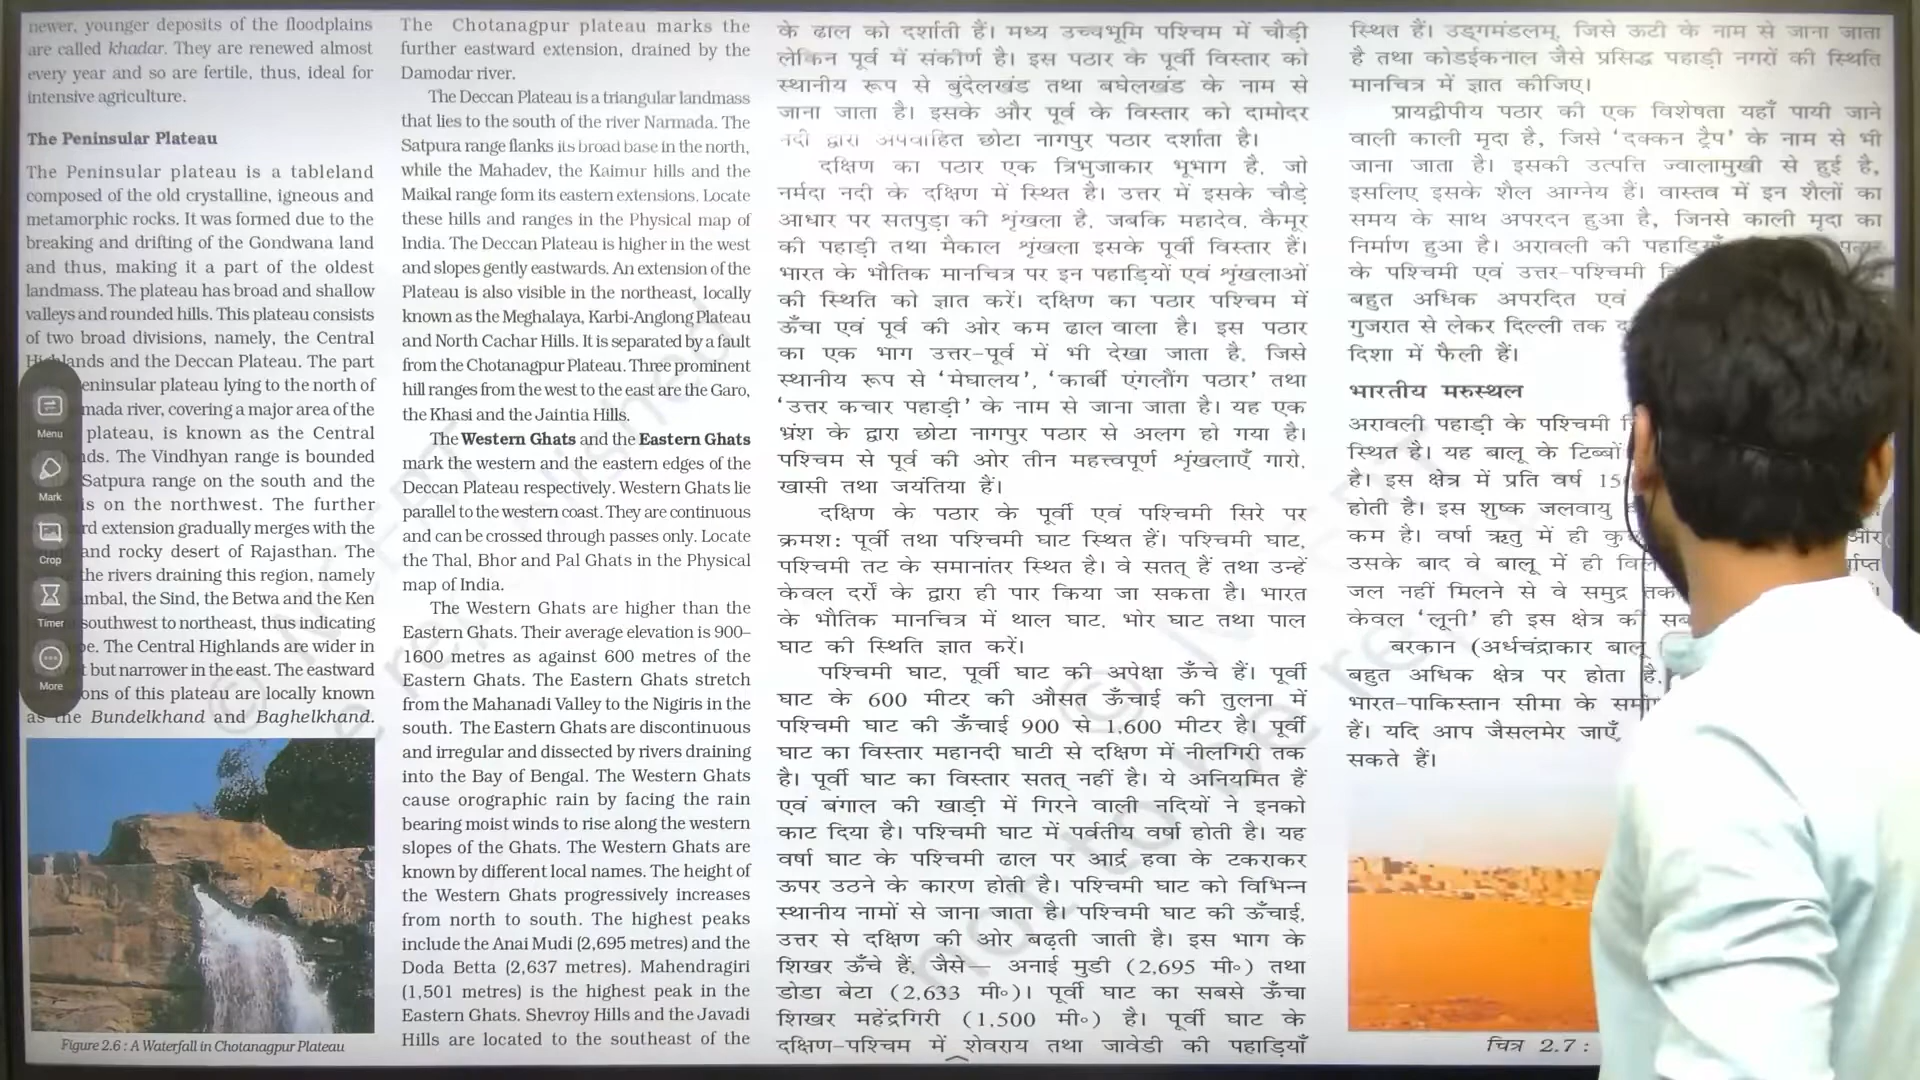 newer, younger deposits of the floodplains
are called khadar. They are renewed almost
every year and so are fertile, thus, ideal for
intensive agriculture.
The Peninsular Plateau
The Peninsular plateau is a tableland
composed of the old crystalline, igneous and
metamorphic rocks. It was formed due to the
breaking and drifting of the Gondwana land
and thus, making it a part of the oldest
landmass. The plateau has broad and shallow
valleys and rounded hills. This plateau consists
of two broad divisions, namely, the Central
Highlands and the Deccan Plateau. The part
eninsular plateau lying to the north of
mada river, covering a major area of the
plateau, is known as the Central
nds. The Vindhyan range is bounded
Satpura range on the south and the
is on the northwest. The further
rd extension gradually merges with the
and rocky desert of Rajasthan. The
the rivers draining this region, namely
mbal, the Sind, the Betwa and the Ken
southwest to northeast, thus indicating
pe. The Central Highlands are wider in
t but narrower in the east. The eastward
ons of this plateau are locally known
as the Bundelkhand and Baghelkhand.
Figure 2.6 : A Waterfall in Chotanagpur Plateau
Menu
Mark
Crop
Timer
More
The Chotanagpur plateau marks the
further eastward extension, drained by the
Damodar river.
The Deccan Plateau is a triangular landmass
that lies to the south of the river Narmada. The
Satpura range flanks its broad base in the north,
while the Mahadev, the Kaimur hills and the
Maikal range form its eastern extensions. Locate
these hills and ranges in the Physical map of
India. The Deccan Plateau is higher in the west
and slopes gently eastwards. An extension of the
Plateau is also visible in the northeast, locally
known as the Meghalaya, Karbi-Anglong Plateau
and North Cachar Hills. It is separated by a fault
from the Chotanagpur Plateau. Three prominent
hill ranges from the west to the east are the Garo,
the Khasi and the Jaintia Hills.
The Western Ghats and the Eastern Ghats
mark the western and the eastern edges of the
Deccan Plateau respectively. Western Ghats lie
parallel to the western coast. They are continuous
and can be crossed through passes only. Locate
the Thal, Bhor and Pal Ghats in the Physical
map of India.
The Western Ghats are higher than the
Eastern Ghats. Their average elevation is 900–
1600 metres as against 600 metres of the
Eastern Ghats. The Eastern Ghats stretch
from the Mahanadi Valley to the Nigiris in the
south. The Eastern Ghats are discontinuous
and irregular and dissected by rivers draining
into the Bay of Bengal. The Western Ghats
cause orographic rain by facing the rain
bearing moist winds to rise along the western
slopes of the Ghats. The Western Ghats are
known by different local names. The height of
the Western Ghats progressively increases
from north to south. The highest peaks
include the Anai Mudi (2,695 metres) and the
Doda Betta (2,637 metres). Mahendragiri
(1,501 metres) is the highest peak in the
Eastern Ghats. Shevroy Hills and the Javadi
Hills are located to the southeast of the
के ढाल को दर्शाती हैं। मध्य उच्चभूमि पश्चिम में चौड़ी
लेकिन पूर्व में संकीर्ण है। इस पठार के पूर्वी विस्तार को
स्थानीय रूप से बुंदेलखंड तथा बघेलखंड के नाम से
जाना जाता है। इसके और पूर्व के विस्तार को दामोदर
नदी द्वारा अपवाहित छोटा नागपुर पठार दर्शाता है।
दक्षिण का पठार एक त्रिभुजाकार भूभाग है, जो
नर्मदा नदी के दक्षिण में स्थित है। उत्तर में इसके चौड़े
आधार पर सतपुड़ा की शृंखला है, जबकि महादेव, कैमूर
की पहाड़ी तथा मैकाल शृंखला इसके पूर्वी विस्तार हैं।
भारत के भौतिक मानचित्र पर इन पहाड़ियों एवं शृंखलाओं
की स्थिति को ज्ञात करें। दक्षिण का पठार पश्चिम में
ऊँचा एवं पूर्व की ओर कम ढाल वाला है। इस पठार
का एक भाग उत्तर-पूर्व में भी देखा जाता है, जिसे
स्थानीय रूप से ‘मेघालय’, ‘कार्बी एंगलौंग पठार’ तथा
‘उत्तर कचार पहाड़ी’ के नाम से जाना जाता है। यह एक
भ्रंश के द्वारा छोटा नागपुर पठार से अलग हो गया है।
पश्चिम से पूर्व की ओर तीन महत्त्वपूर्ण शृंखलाएँ गारो,
खासी तथा जयंतिया हैं।
दक्षिण के पठार के पूर्वी एवं पश्चिमी सिरे पर
क्रमश: पूर्वी तथा पश्चिमी घाट स्थित हैं। पश्चिमी घाट,
पश्चिमी तट के समानांतर स्थित है। वे सतत् हैं तथा उन्हें
केवल दर्रों के द्वारा ही पार किया जा सकता है। भारत
के भौतिक मानचित्र में थाल घाट, भोर घाट तथा पाल
घाट की स्थिति ज्ञात करें।
पश्चिमी घाट, पूर्वी घाट की अपेक्षा ऊँचे हैं। पूर्वी
घाट के 600 मीटर की औसत ऊँचाई की तुलना में
पश्चिमी घाट की ऊँचाई 900 से 1,600 मीटर है। पूर्वी
घाट का विस्तार महानदी घाटी से दक्षिण में नीलगिरी तक
है। पूर्वी घाट का विस्तार सतत् नहीं है। ये अनियमित हैं
एवं बंगाल की खाड़ी में गिरने वाली नदियों ने इनको
काट दिया है। पश्चिमी घाट में पर्वतीय वर्षा होती है। यह
वर्षा घाट के पश्चिमी ढाल पर आर्द्र हवा के टकराकर
ऊपर उठने के कारण होती है। पश्चिमी घाट को विभिन्न
स्थानीय नामों से जाना जाता है। पश्चिमी घाट की ऊँचाई,
उत्तर से दक्षिण की ओर बढ़ती जाती है। इस भाग के
शिखर ऊँचे हैं, जैसे— अनाई मुडी (2,695 मी॰) तथा
डोडा बेटा (2,633 मी॰)। पूर्वी घाट का सबसे ऊँचा
शिखर महेंद्रगिरी (1,500 मी॰) है। पूर्वी घाट के
दक्षिण-पश्चिम में शेवराय तथा जावेडी की पहाड़ियाँ
स्थित हैं। उड्गमंडलम्, जिसे ऊटी के नाम से जाना जाता
है तथा कोडईकनाल जैसे प्रसिद्ध पहाड़ी नगरों की स्थिति
मानचित्र में ज्ञात कीजिए।
प्रायद्वीपीय पठार की एक विशेषता यहाँ पायी जाने
वाली काली मृदा है, जिसे ‘दक्कन ट्रैप’ के नाम से भी
जाना जाता है। इसकी उत्पत्ति ज्वालामुखी से हुई है,
इसलिए इसके शैल आग्नेय हैं। वास्तव में इन शैलों का
समय के साथ अपरदन हुआ है, जिनसे काली मृदा का
निर्माण हुआ है। अरावली की पहाड़ियाँ
के पश्चिमी एवं उत्तर-पश्चिमी
बहुत अधिक अपरदित एवं
गुजरात से लेकर दिल्ली तक
दिशा में फैली हैं।
भारतीय मरुस्थल
अरावली पहाड़ी के पश्चिमी
स्थित है। यह बालू के टिब्बों
है। इस क्षेत्र में प्रति वर्ष 15
होती है। इस शुष्क जलवायु
कम है। वर्षा ऋतु में ही कु और
उसके बाद वे बालू में ही
जल नहीं मिलने से वे समुद्र तक
केवल ‘लूनी’ ही इस क्षेत्र की सब
बरकान (अर्धचंद्राकार बालू
बहुत अधिक क्षेत्र पर होता है,
भारत-पाकिस्तान सीमा के
हैं। यदि आप जैसलमेर जाएँ,
सकते हैं।
चित्र 2.7 :